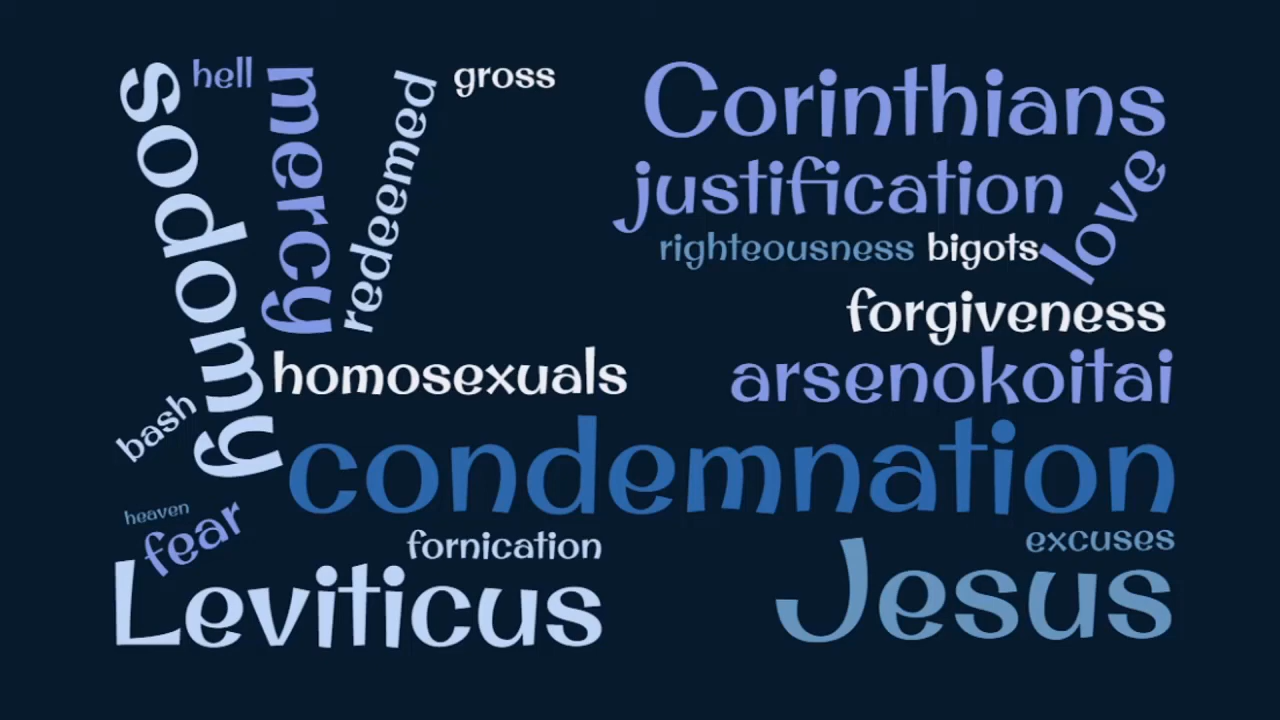 sodomy
hell
mercy
redeemed
gross
Corinthians
justification
love
righteousness
bigots
forgiveness
homosexuals
arsenokoitai
bash
condemnation
heaven
fear
fornication
excuses
Leviticus
Jesus